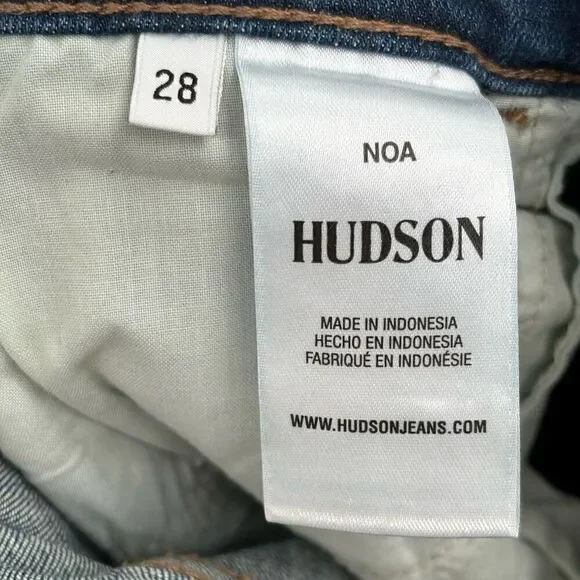 28
NOA
HUDSON
MADE IN INDONESIA
HECHO EN INDONESIA
FABRIQUÉ EN INDONÉSIE
WWW.HUDSONJEANS.COM